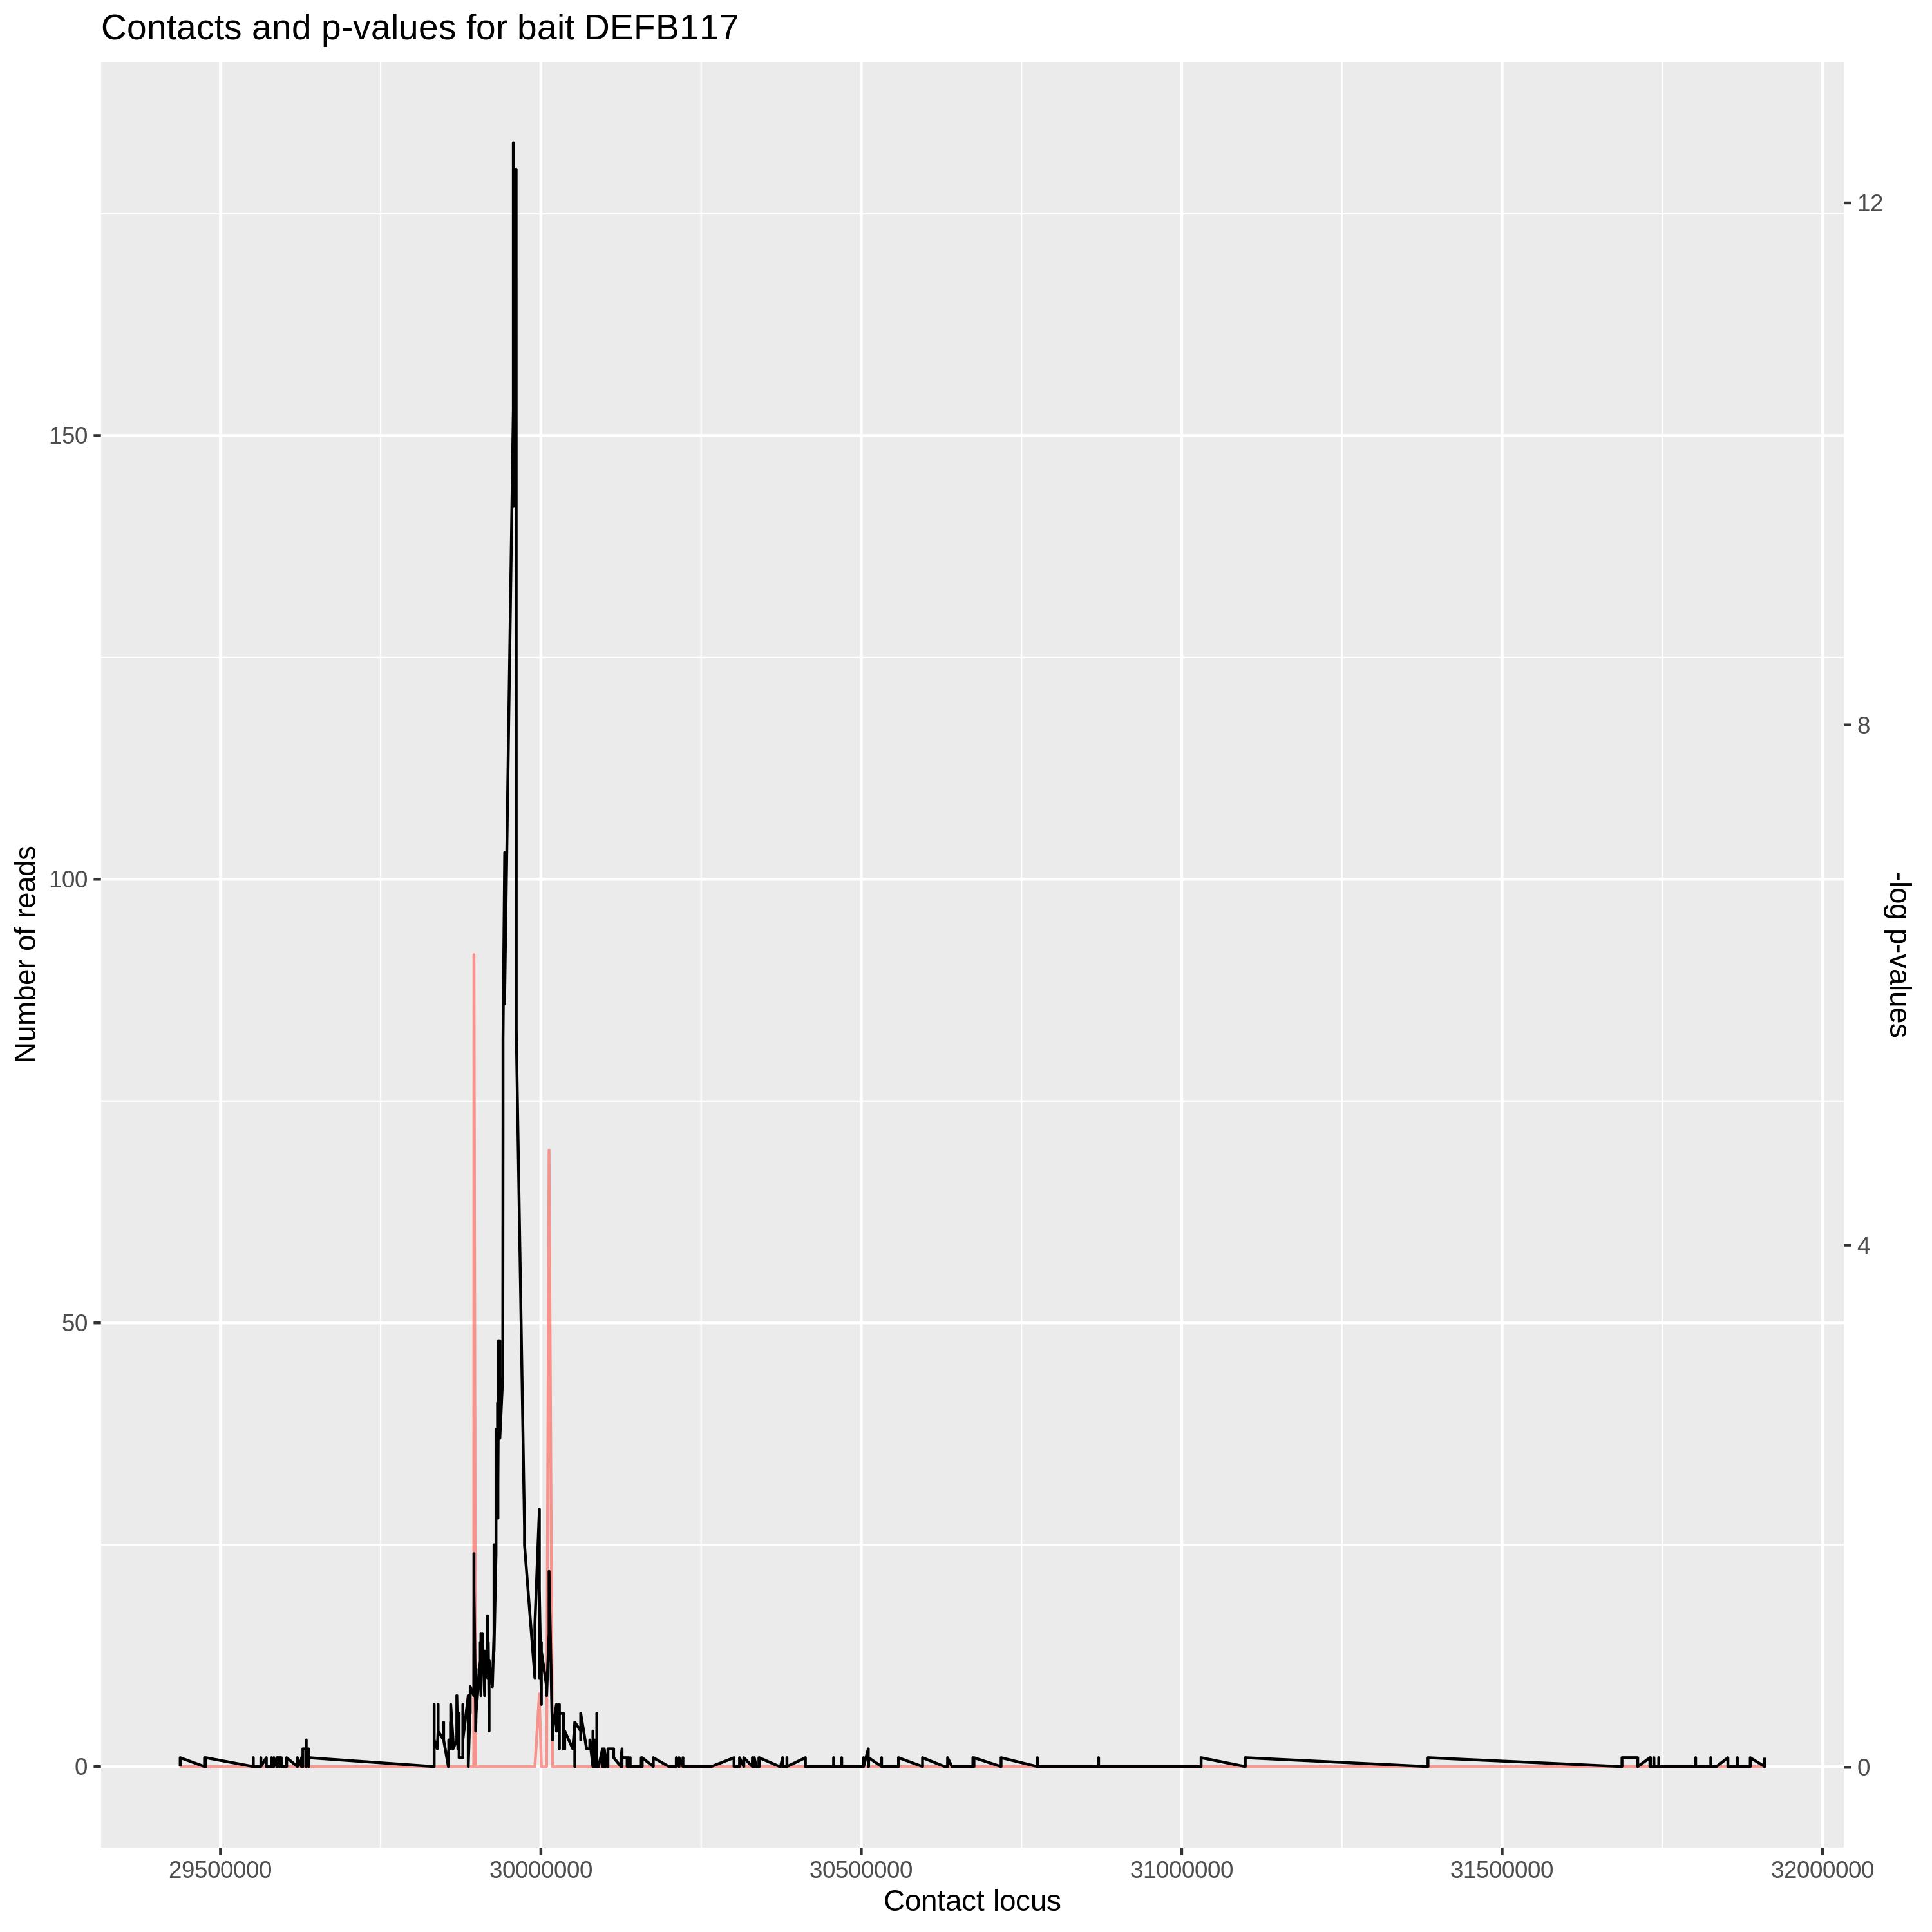 Contacts and p-values for bait DEFB117
Number of reads
150
100
50
0
12
8
4
0
-log p-values
29500000 30000000 30500000 31000000 31500000 32000000
Contact locus